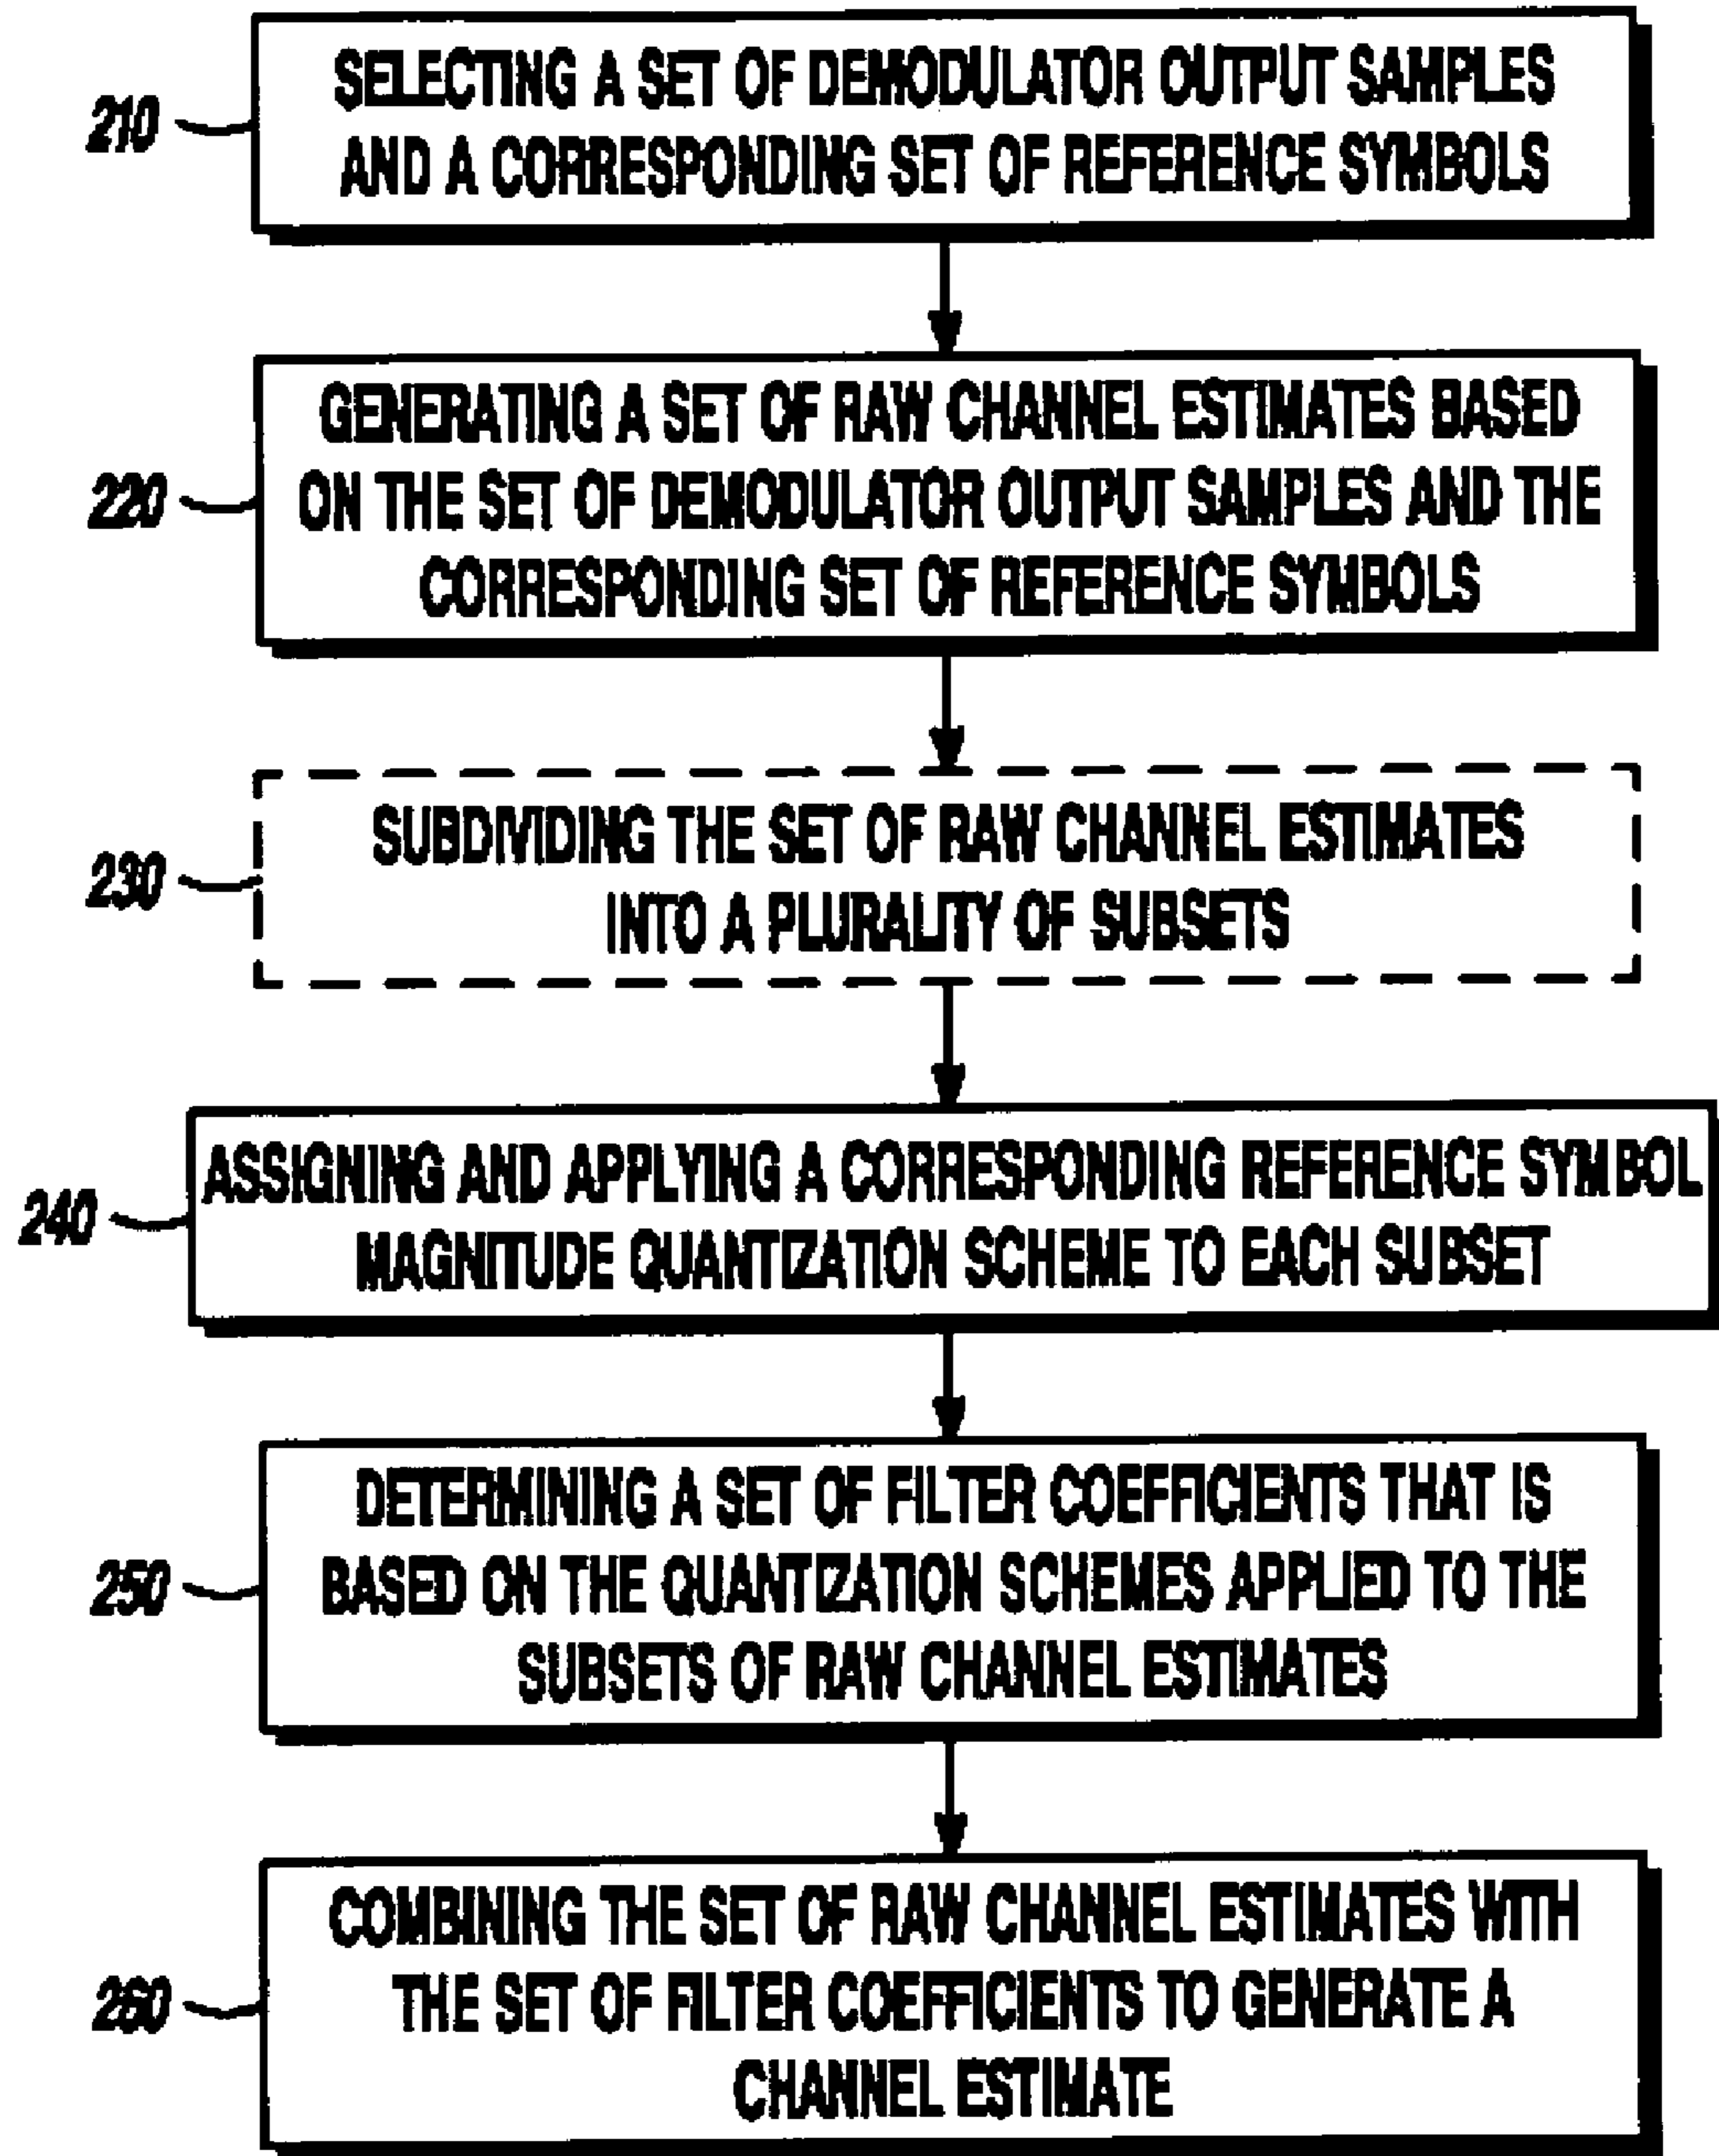 SELECTING A SET OF DEMODULATOR OUTPUT SAMPLES
210
AND A CORRESPONDING SET OF REFERENCE SYMBOLS
GENERATING A SET OF RAW CHANNEL ESTIMATES BASED
220
ON THE SET OF DEMODULATOR OUTPUT SAMPLES AND THE
CORRESPONDING SET OF REFERENCE SYMBOLS
SUBDIVIDING THE SET OF RAW CHANNEL ESTIMATES
230
INTO A PLURALITY OF SUBSETS
ASSIGNING AND APPLYING A CORRESPONDING REFERENCE SYMBOL
240
MAGNITUDE QUANTIZATION SCHEME TO EACH SUBSET
DETERMINING A SET OF FILTER COEFFICIENTS THAT IS
250
BASED ON THE QUANTIZATION SCHEMES APPLIED TO THE
SUBSETS OF RAW CHANNEL ESTIMATES
COMBINING THE SET OF RAW CHANNEL ESTIMATES WITH
260
THE SET OF FILTER COEFFICIENTS TO GENERATE A
CHANNEL ESTIMATE